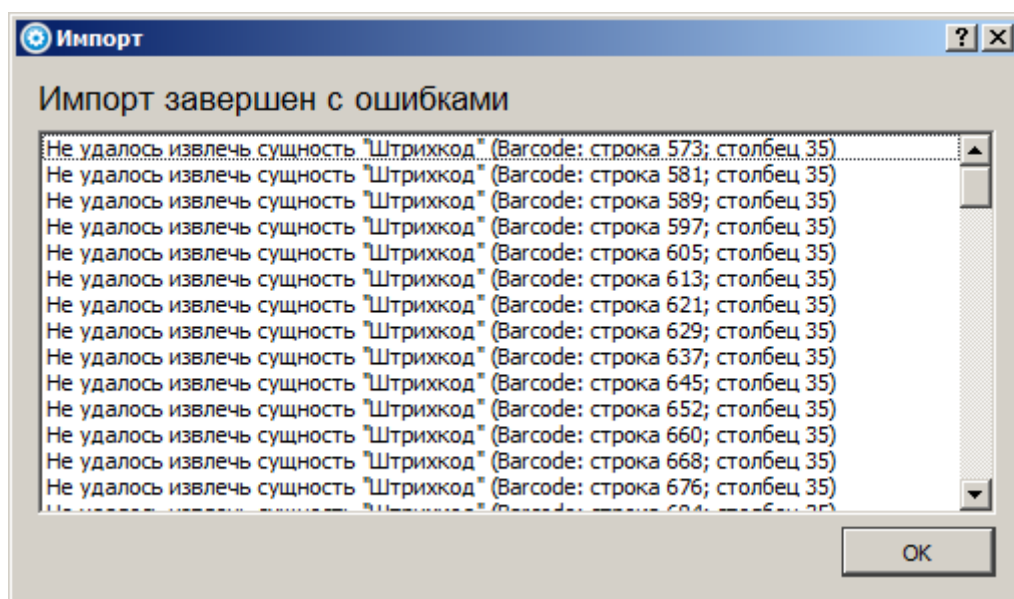 Импорт
Импорт завершен с ошибками
Не удалось извлечь сущность "Штрихкод" (Barcode: строка 573; столбец 35)
Не удалось извлечь сущность "Штрихкод" (Barcode: строка 581; столбец 35)
Не удалось извлечь сущность "Штрихкод" (Barcode: строка 589; столбец 35)
Не удалось извлечь сущность "Штрихкод" (Barcode: строка 597; столбец 35)
Не удалось извлечь сущность "Штрихкод" (Barcode: строка 605; столбец 35)
Не удалось извлечь сущность "Штрихкод" (Barcode: строка 613; столбец 35)
Не удалось извлечь сущность "Штрихкод" (Barcode: строка 621; столбец 35)
Не удалось извлечь сущность "Штрихкод" (Barcode: строка 629; столбец 35)
Не удалось извлечь сущность "Штрихкод" (Barcode: строка 637; столбец 35)
Не удалось извлечь сущность "Штрихкод" (Barcode: строка 645; столбец 35)
Не удалось извлечь сущность "Штрихкод" (Barcode: строка 652; столбец 35)
Не удалось извлечь сущность "Штрихкод" (Barcode: строка 660; столбец 35)
Не удалось извлечь сущность "Штрихкод" (Barcode: строка 668; столбец 35)
Не удалось извлечь сущность "Штрихкод" (Barcode: строка 676; столбец 35)
OK